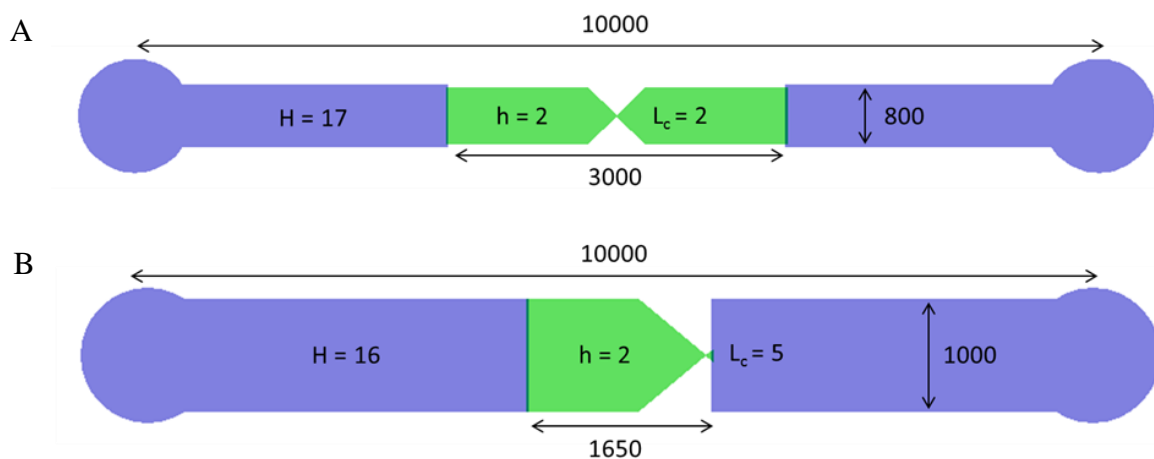 A
10000
H = 17
h = 2
Lc = 2
800
3000
B
10000
H = 16
h = 2
Lc = 5
1000
1650